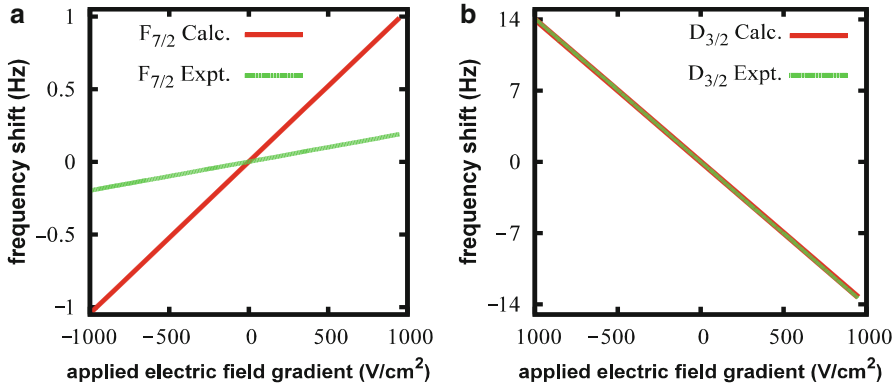 a
F7/2 Calc.
F7/2 Expt.
frequency shift (Hz)
1
0.5
0
−0.5
−1
−1000
−500
0
500
1000
applied electric field gradient (V/cm²)
b
D3/2 Calc.
D3/2 Expt.
frequency shift (Hz)
14
7
0
−7
−14
−1000
−500
0
500
1000
applied electric field gradient (V/cm²)